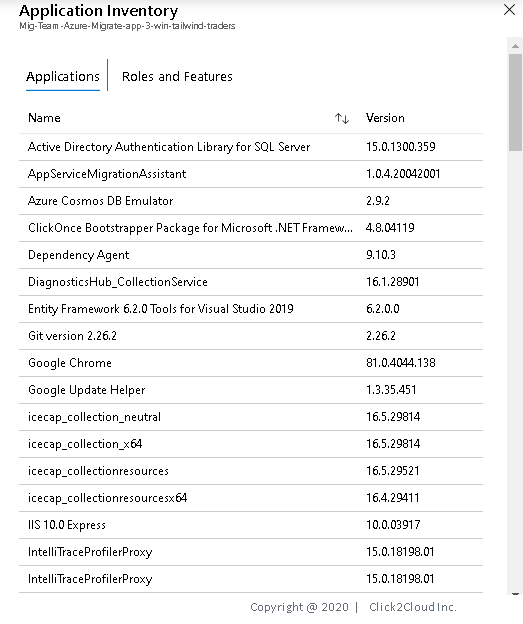 Application Inventory
Mig-Team-Azure-Migrate-app-3-win-tailwind-traders
Applications Roles and Features
Name Version
Active Directory Authentication Library for SQL Server 15.0.1300.359
AppServiceMigrationAssistant 1.0.4.20042001
Azure Cosmos DB Emulator 2.9.2
ClickOnce Bootstrapper Package for Microsoft .NET Framew... 4.8.04119
Dependency Agent 9.10.3
DiagnosticsHub_CollectionService 16.1.28901
Entity Framework 6.2.0 Tools for Visual Studio 2019 6.2.0.0
Git version 2.26.2 2.26.2
Google Chrome 81.0.4044.138
Google Update Helper 1.3.35.451
icecap_collection_neutral 16.5.29814
icecap_collection_x64 16.5.29814
icecap_collectionresources 16.5.29521
icecap_collectionresourcesx64 16.4.29411
IIS 10.0 Express 10.0.03917
IntelliTraceProfilerProxy 15.0.18198.01
IntelliTraceProfilerProxy 15.0.18198.01
Copyright @ 2020 | Click2Cloud Inc.